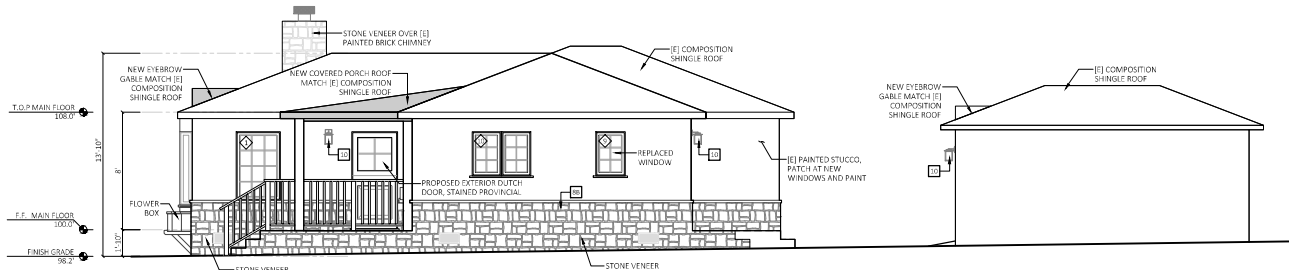 STONE VENEER OVER [E]
PAINTED BRICK CHIMNEY
NEW EYEBROW
GABLE MATCH [E]
COMPOSITION
SHINGLE ROOF
NEW COVERED PORCH ROOF
MATCH [E] COMPOSITION
SHINGLE ROOF
[E] COMPOSITION
SHINGLE ROOF
[E] COMPOSITION
SHINGLE ROOF
NEW EYEBROW
GABLE MATCH [E]
COMPOSITION
SHINGLE ROOF
T.O.P MAIN FLOOR
108.0'
13'-10"
8'
1
10
REPLACED
WINDOW
10
[E] PAINTED STUCCO,
PATCH AT NEW
WINDOWS AND PAINT
10
PROPOSED EXTERIOR DUTCH
DOOR, STAINED PROVINCIAL
8B
FLOWER
BOX
F.F. MAIN FLOOR
100.0'
1'-10"
FINISH GRADE
98.2'
STONE VENEER
STONE VENEER